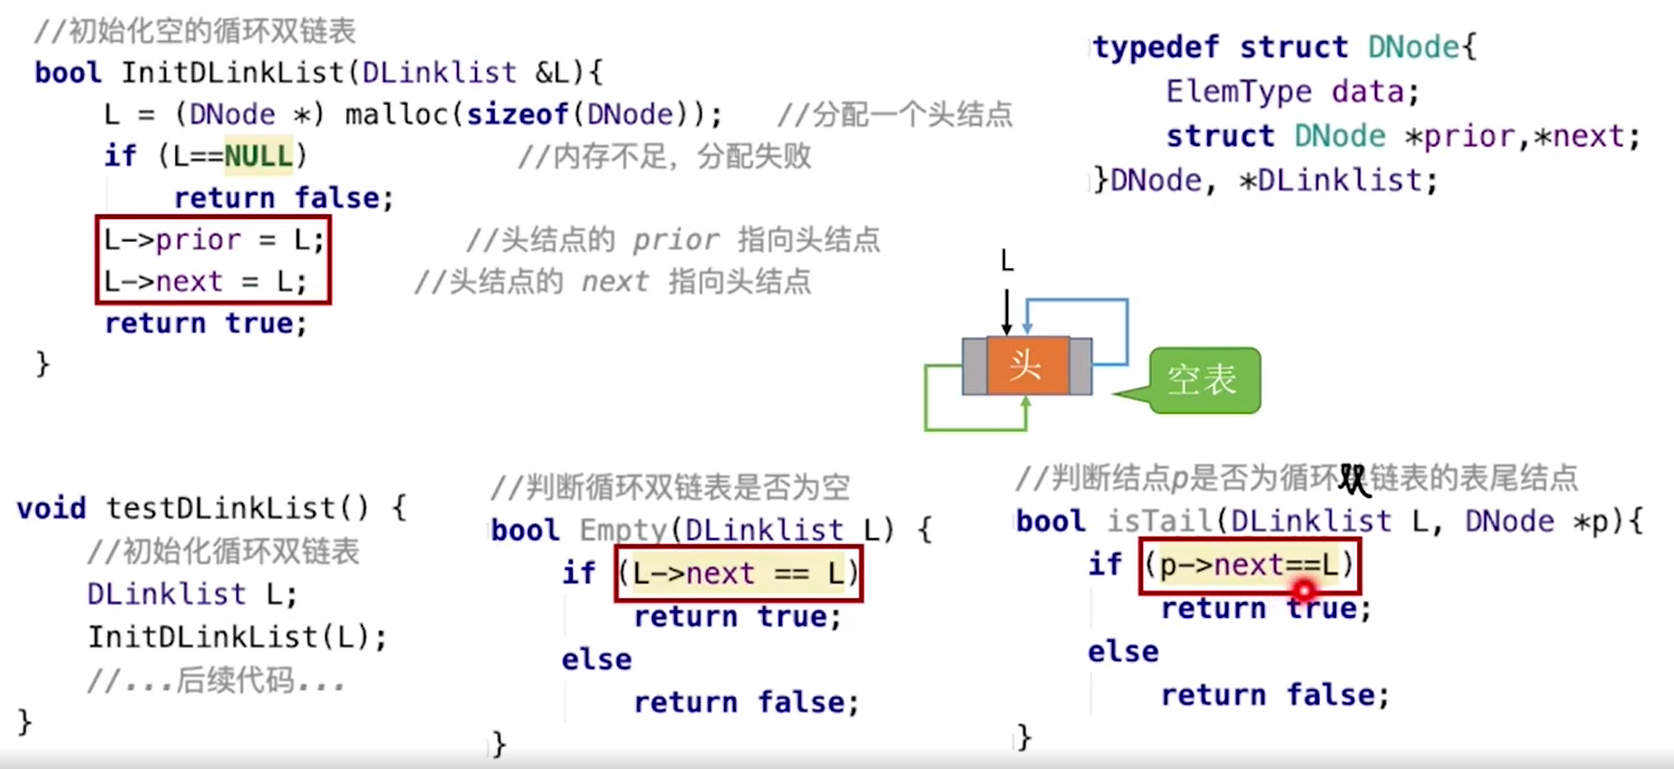 //初始化空的循环双链表
bool InitDLinkList(DLinklist &L){
L = (DNode *) malloc(sizeof(DNode)); //分配一个头结点
if (L==NULL) //内存不足，分配失败
return false;
L->prior = L; //头结点的 prior 指向头结点
L->next = L; //头结点的 next 指向头结点
return true;
}
typedef struct DNode{
ElemType data;
struct DNode *prior,*next;
}DNode, *DLinklist;
L
头
空表
void testDLinkList() {
//初始化循环双链表
DLinklist L;
InitDLinkList(L);
//...后续代码...
}
//判断循环双链表是否为空
bool Empty(DLinklist L) {
if (L->next == L)
return true;
else
return false;
}
//判断结点p是否为循环双链表的表尾结点
bool isTail(DLinklist L, DNode *p){
if (p->next==L)
return true;
else
return false;
}